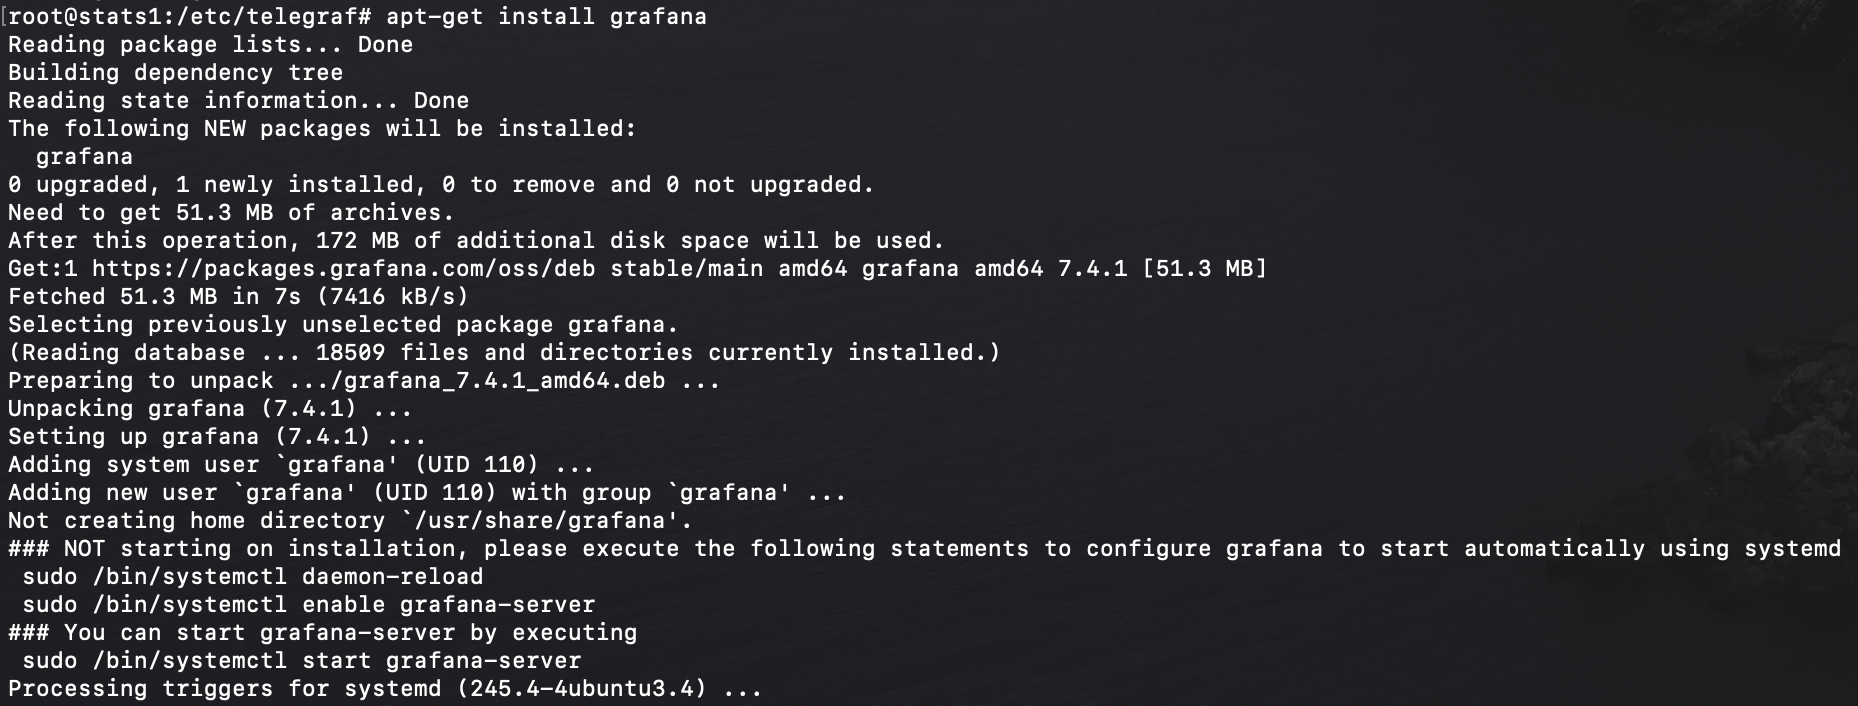 [root@stats1:/etc/telegraf# apt-get install grafana
Reading package lists... Done
Building dependency tree
Reading state information... Done
The following NEW packages will be installed:
  grafana
0 upgraded, 1 newly installed, 0 to remove and 0 not upgraded.
Need to get 51.3 MB of archives.
After this operation, 172 MB of additional disk space will be used.
Get:1 https://packages.grafana.com/oss/deb stable/main amd64 grafana amd64 7.4.1 [51.3 MB]
Fetched 51.3 MB in 7s (7416 kB/s)
Selecting previously unselected package grafana.
(Reading database ... 18509 files and directories currently installed.)
Preparing to unpack .../grafana_7.4.1_amd64.deb ...
Unpacking grafana (7.4.1) ...
Setting up grafana (7.4.1) ...
Adding system user `grafana' (UID 110) ...
Adding new user `grafana' (UID 110) with group `grafana' ...
Not creating home directory `/usr/share/grafana'.
### NOT starting on installation, please execute the following statements to configure grafana to start automatically using systemd
 sudo /bin/systemctl daemon-reload
 sudo /bin/systemctl enable grafana-server
### You can start grafana-server by executing
 sudo /bin/systemctl start grafana-server
Processing triggers for systemd (245.4-4ubuntu3.4) ...